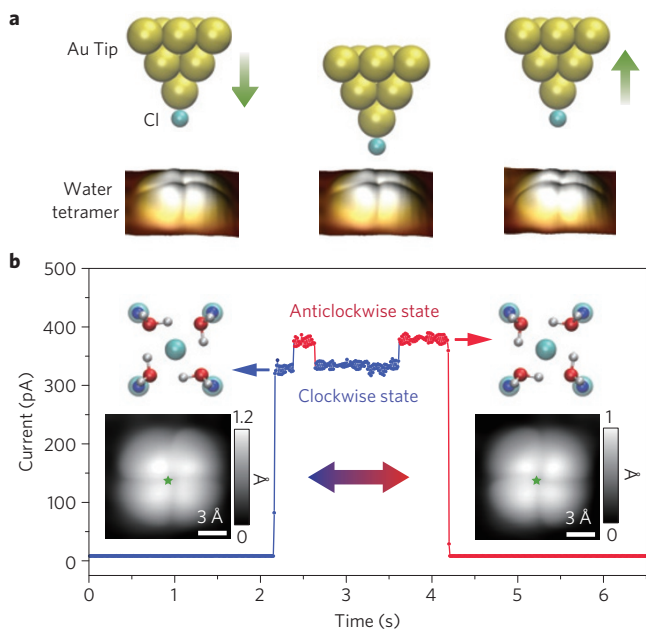 a
Au Tip
Cl
Water
tetramer
b
500
400
300
200
100
0
Current (pA)
Anticlockwise state
Clockwise state
1.2
Å
0
3 Å
1
Å
0
3 Å
0
1
2
3
4
5
6
Time (s)